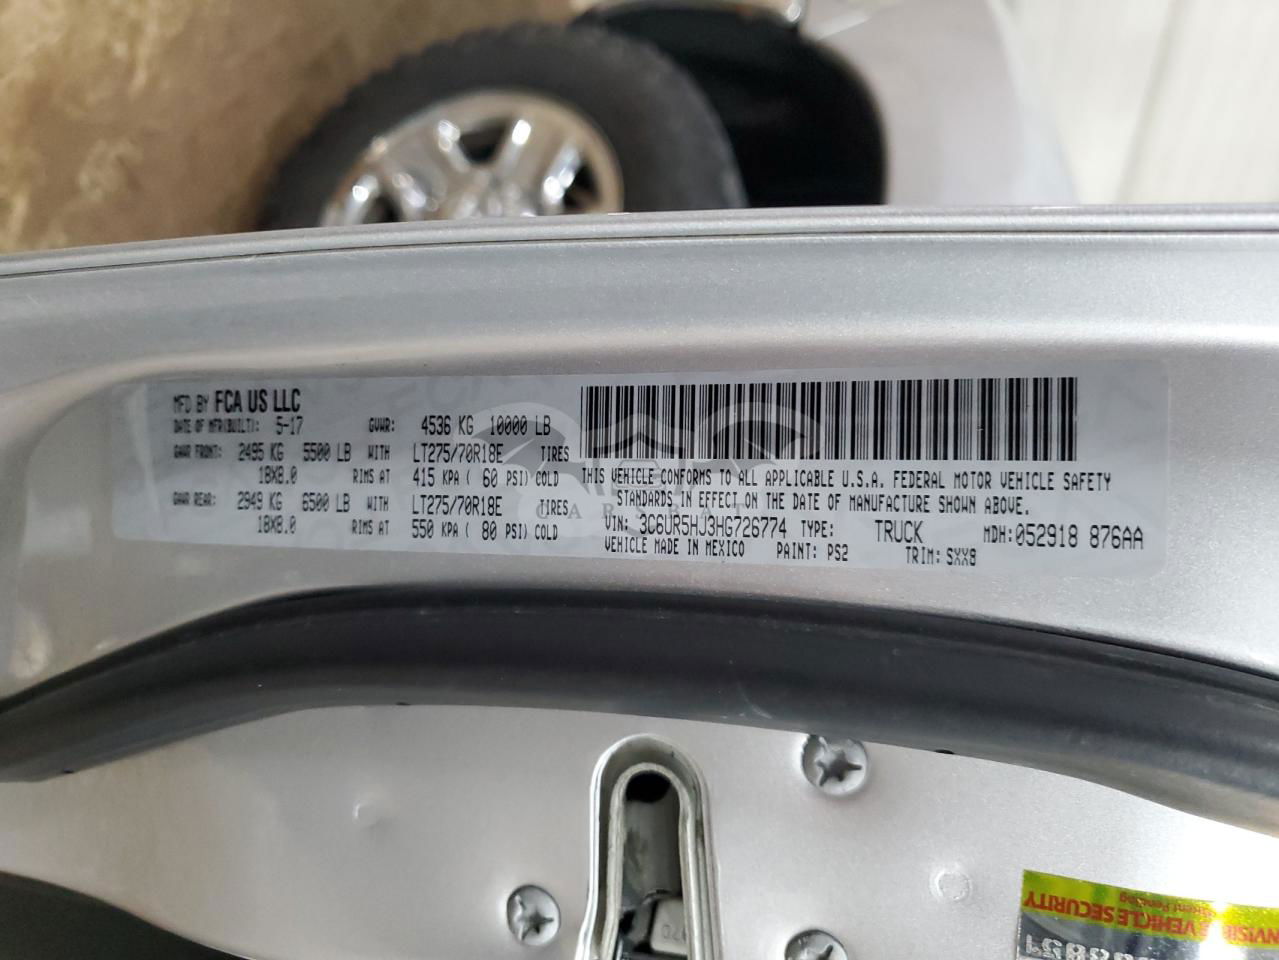 MFD BY FCA US LLC
DATE OF MFR(BUILT): 5-17 GVWR: 4536 KG 10000 LB
GAWR FRONT: 2495 KG 5500 LB WITH LT275/70R18E TIRES
18X8.0 RIMS AT 415 KPA ( 60 PSI) COLD
GAWR REAR: 2949 KG 6500 LB WITH LT275/70R18E TIRES
18X8.0 RIMS AT 550 KPA ( 80 PSI) COLD
THIS VEHICLE CONFORMS TO ALL APPLICABLE U.S.A. FEDERAL MOTOR VEHICLE SAFETY
STANDARDS IN EFFECT ON THE DATE OF MANUFACTURE SHOWN ABOVE.
VIN: 3C6UR5HJ3HG726774 TYPE: TRUCK MDH:052918 876AA
VEHICLE MADE IN MEXICO PAINT: PS2 TRIM: SXX8
CARSRAT
VEHICLE SECURITY
Pending